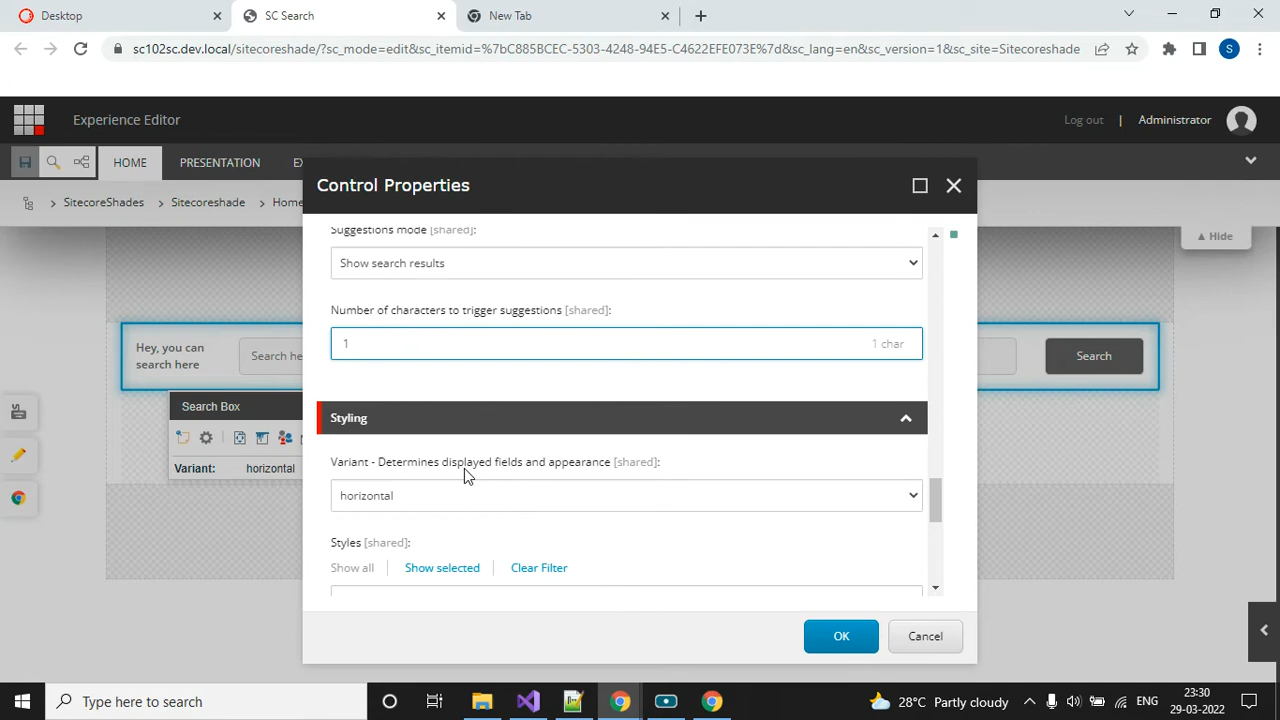 Desktop
SC Search
New Tab
sc102sc.dev.local/sitecoreshade/?sc_mode=edit&sc_itemid=%7bC885BCEC-5303-4248-94E5-C4622EFE073E%7d&sc_lang=en&sc_version=1&sc_site=Sitecoreshade
S
Experience Editor
Log out | Administrator
HOME
PRESENTATION
EX
Control Properties
SitecoreShades
Sitecoreshade
Home
Hide
Suggestions mode [shared]:
Show search results
Number of characters to trigger suggestions [shared]:
1
1 char
Hey, you can
search here
Search he
Search
Search Box
Variant: horizontal
Styling
Variant - Determines displayed fields and appearance [shared]:
horizontal
Styles [shared]:
Show all
Show selected
Clear Filter
OK
Cancel
Type here to search
28°C Partly cloudy
ENG
23:30
29-03-2022